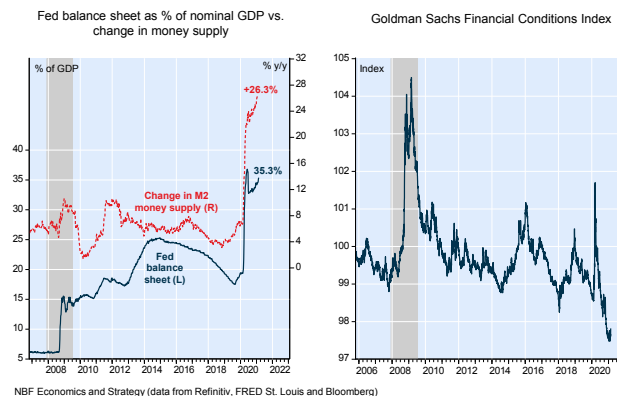 Fed balance sheet as % of nominal GDP vs.
change in money supply
% of GDP
% y/y
32
28
24
20
16
12
8
4
0
40
35
30
25
20
15
10
5
+26.3%
35.3%
Change in M2
money supply (R)
Fed
balance
sheet (L)
2008 2010 2012 2014 2016 2018 2020 2022
Goldman Sachs Financial Conditions Index
Index
105
104
103
102
101
100
99
98
97
2006 2008 2010 2012 2014 2016 2018 2020
NBF Economics and Strategy (data from Refinitiv, FRED St. Louis and Bloomberg)